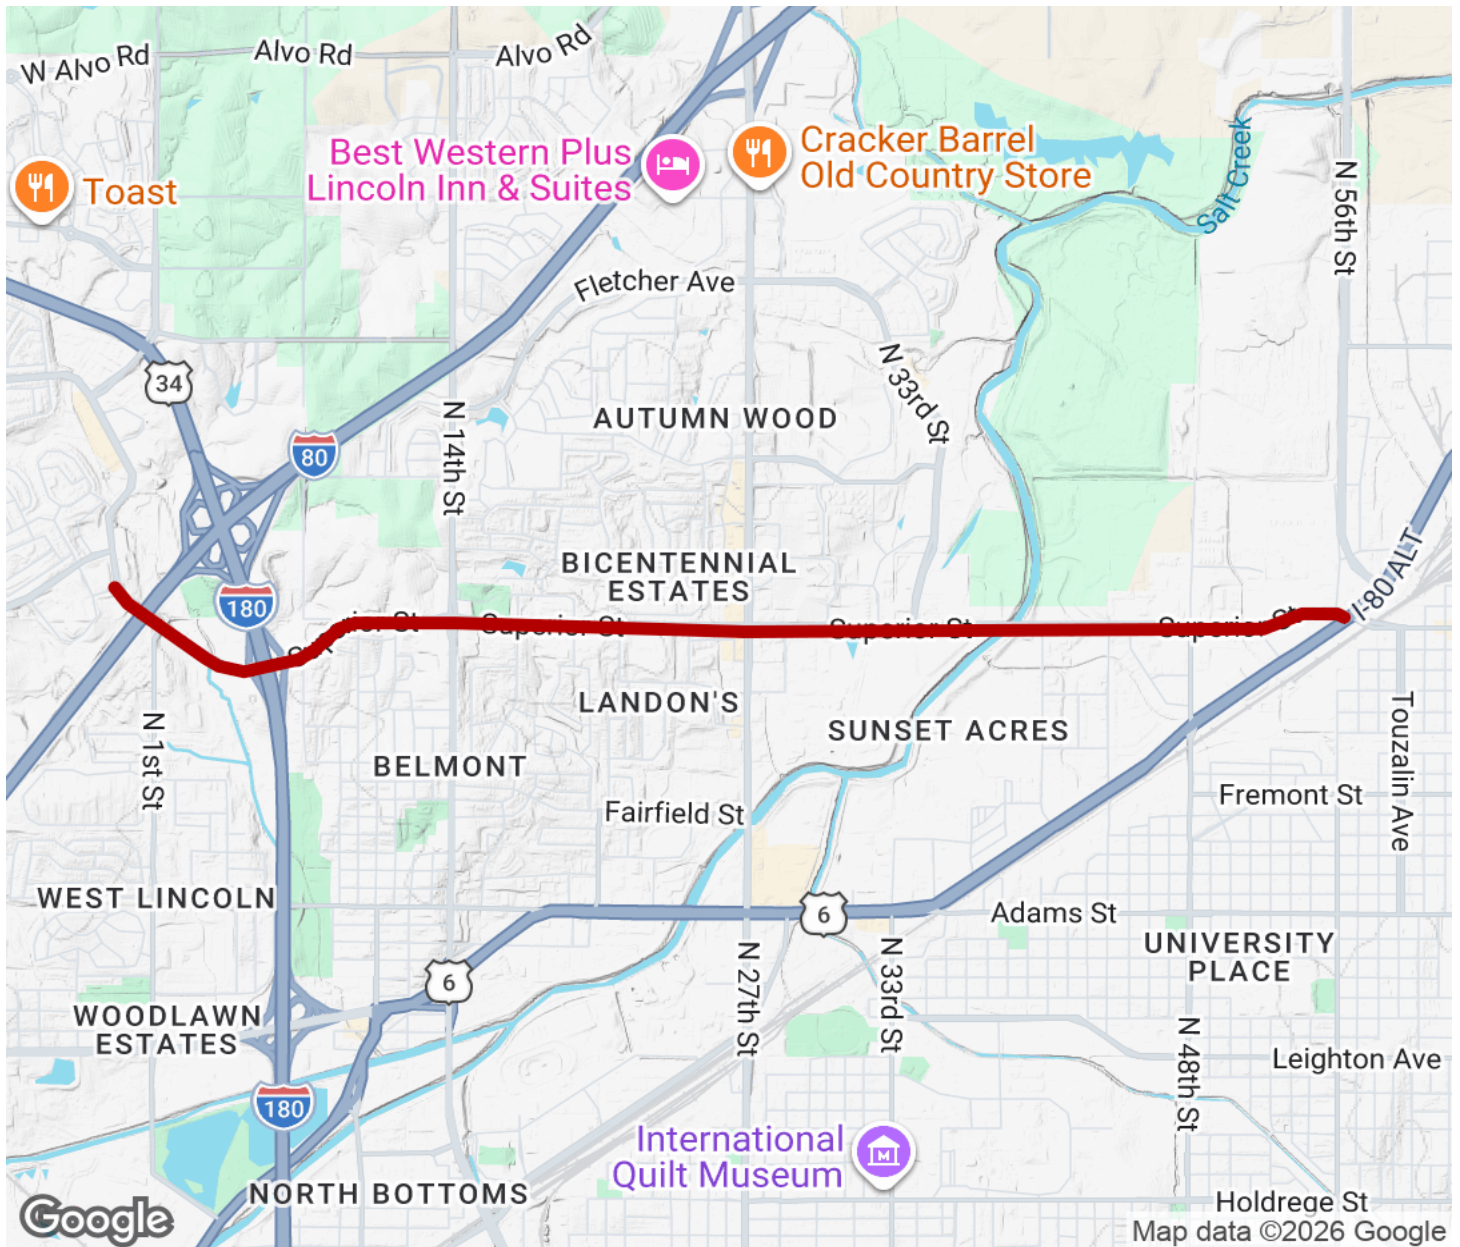 W Alvo Rd
Alvo Rd
Alvo Rd
Best Western Plus
Lincoln Inn & Suites
Cracker Barrel
Old Country Store
Toast
Salt Creek
N 56th St
Fletcher Ave
34
N 33rd St
N 14th St
AUTUMN WOOD
80
BICENTENNIAL
ESTATES
I-80/ALT
180
Superior St
Superior St
Superior St
Superior St
LANDON'S
SUNSET ACRES
N 1st St
BELMONT
Touzalin Ave
Fremont St
Fairfield St
WEST LINCOLN
6
Adams St
UNIVERSITY
PLACE
6
N 27th St
N 33rd St
WOODLAWN
ESTATES
N 48th St
Leighton Ave
180
International
Quilt Museum
NORTH BOTTOMS
Holdrege St
Google
Map data ©2026 Google